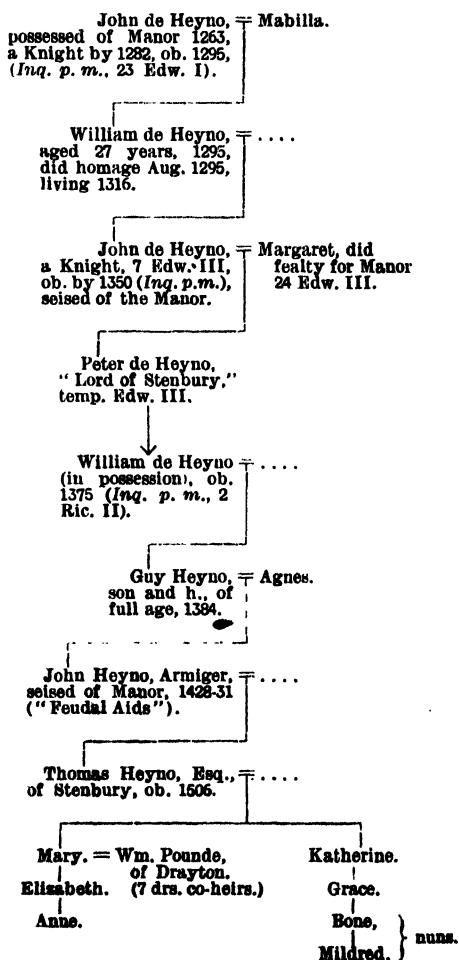 John de Heyno, = Mabilla.
possessed of Manor 1263,
a Knight by 1282, ob. 1295,
(Inq. p. m., 23 Edw. I).
William de Heyno, = ....
aged 27 years, 1295,
did homage Aug. 1295,
living 1316.
John de Heyno, = Margaret, did
a Knight, 7 Edw. III, fealty for Manor
ob. by 1350 (Inq. p.m.), 24 Edw. III.
seised of the Manor.
Peter de Heyno,
"Lord of Stenbury,"
temp. Edw. III.
William de Heyno = ....
(in possession), ob.
1375 (Inq. p. m., 2
Ric. II).
Guy Heyno, = Agnes.
son and h., of
full age, 1384.
John Heyno, Armiger, = ....
seised of Manor, 1428-31
("Feudal Aids").
Thomas Heyno, Esq., = ....
of Stenbury, ob. 1506.
Mary. = Wm. Pounde, Katherine.
of Drayton.
Elizabeth. (7 drs. co-heirs.) Grace.
Anne. Bone,
nuns.
Mildred,